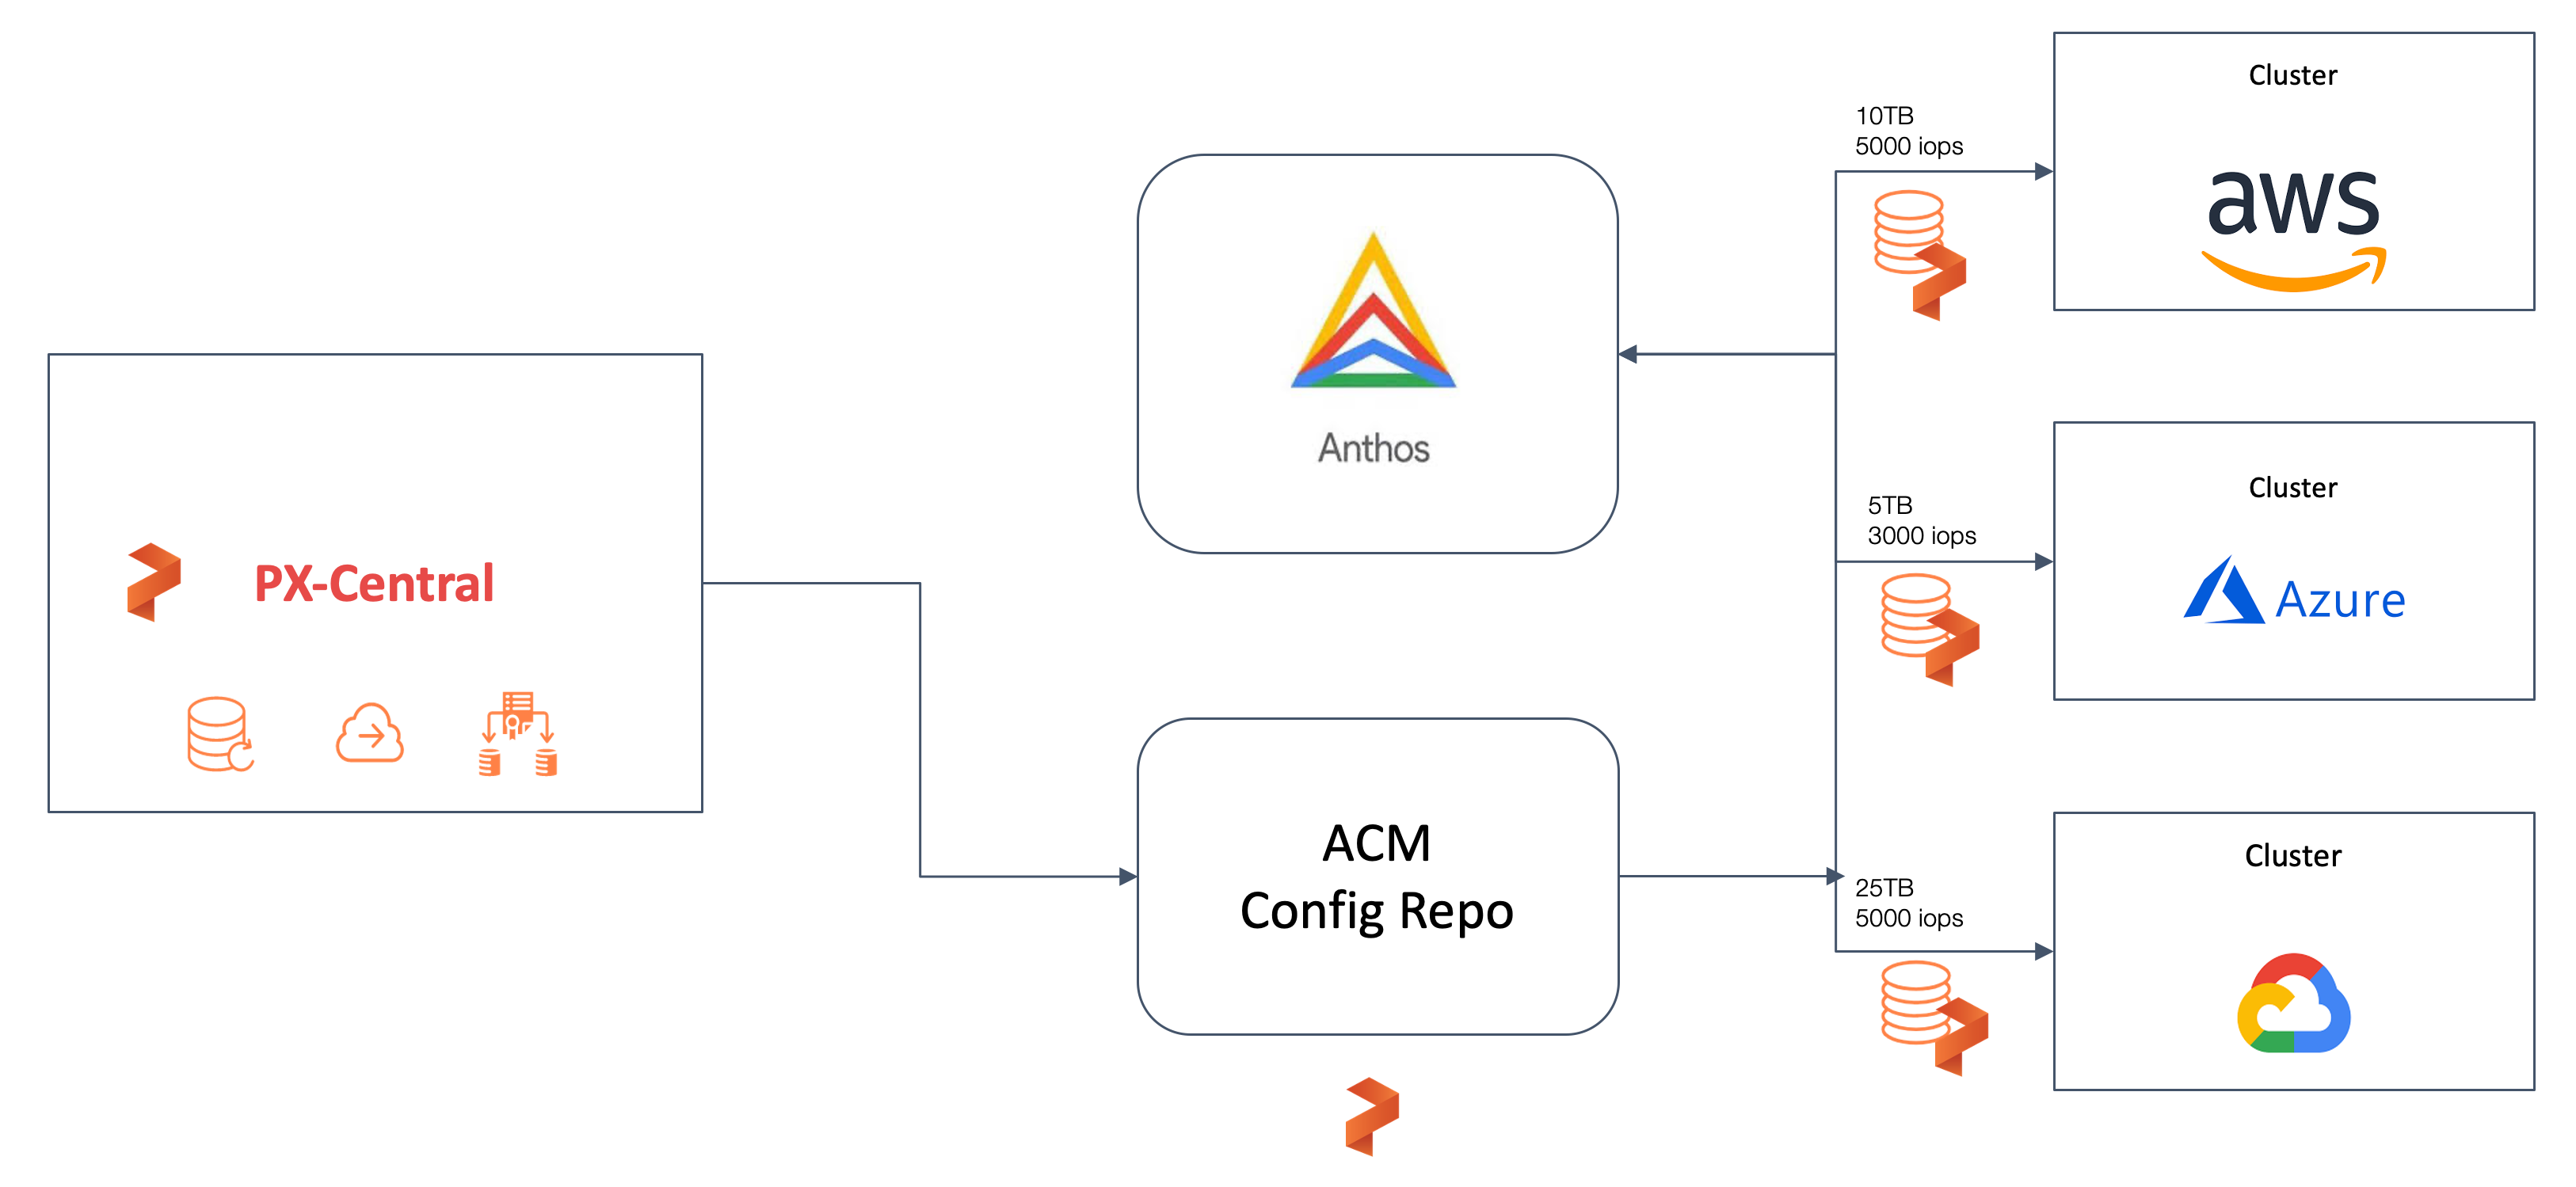 PX-Central
Anthos
ACM
Config Repo
10TB
5000 iops
Cluster
aws
5TB
3000 iops
Cluster
Azure
25TB
5000 iops
Cluster